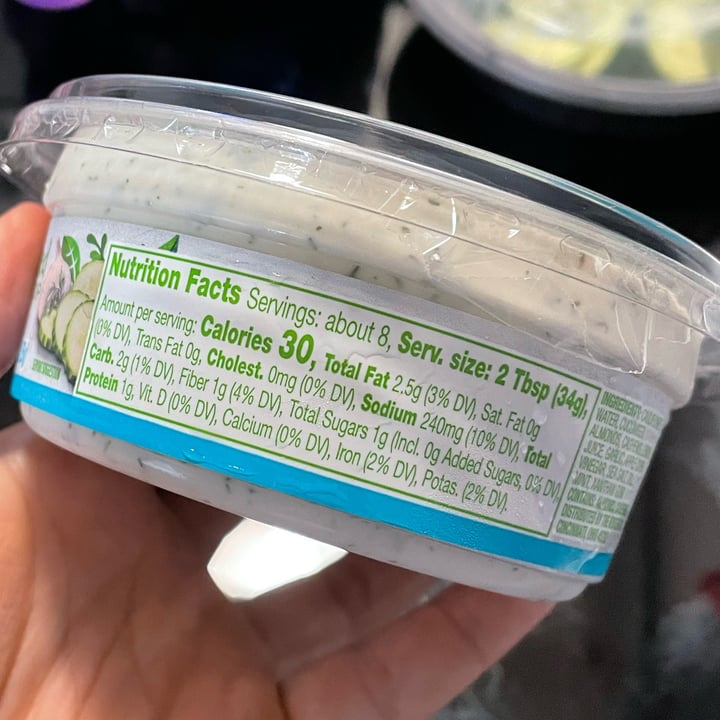 Nutrition Facts Servings: about 8, Serv. size: 2 Tbsp (34g),
Amount per serving: Calories 30, Total Fat 2.5g (3% DV), Sat. Fat 0g
(0% DV), Trans Fat 0g, Cholest. 0mg (0% DV), Sodium 240mg (10% DV), Total
Carb. 2g (1% DV), Fiber 1g (4% DV), Total Sugars 1g (Incl. 0g Added Sugars, 0% DV),
Protein 1g, Vit. D (0% DV), Calcium (0% DV), Iron (2% DV), Potas. (2% DV).
INGREDIENTS:
WATER,
ALMONDS,
JUICE,
VINEGAR, SEA SALT,